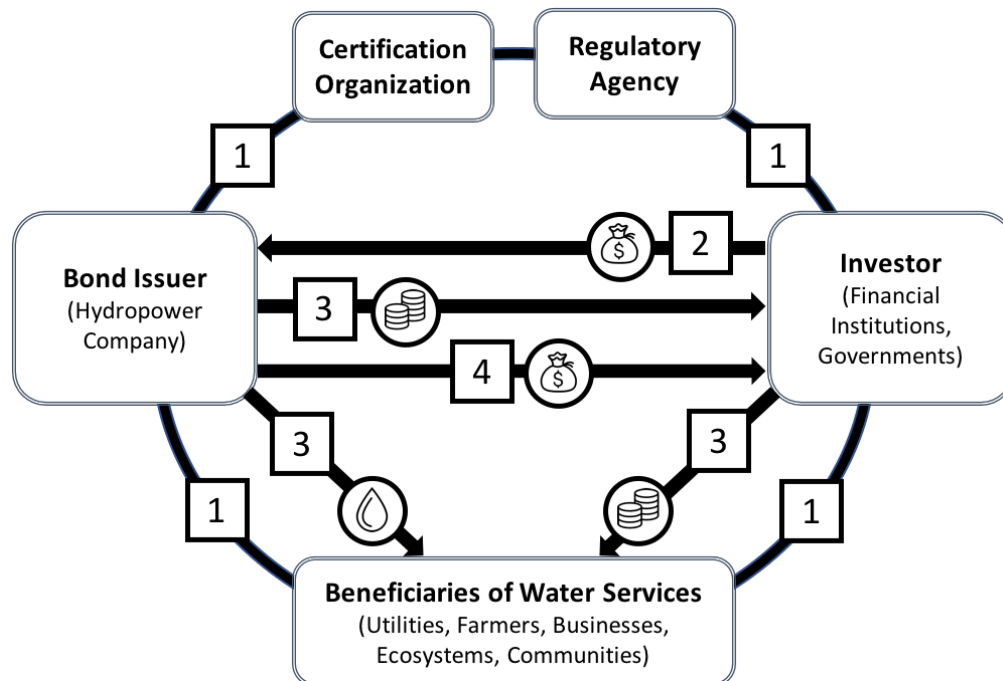 Certification
Organization
Regulatory
Agency
1
1
Bond Issuer
(Hydropower
Company)
$
2
3
4
$
Investor
(Financial
Institutions,
Governments)
3
3
1
1
Beneficiaries of Water Services
(Utilities, Farmers, Businesses,
Ecosystems, Communities)